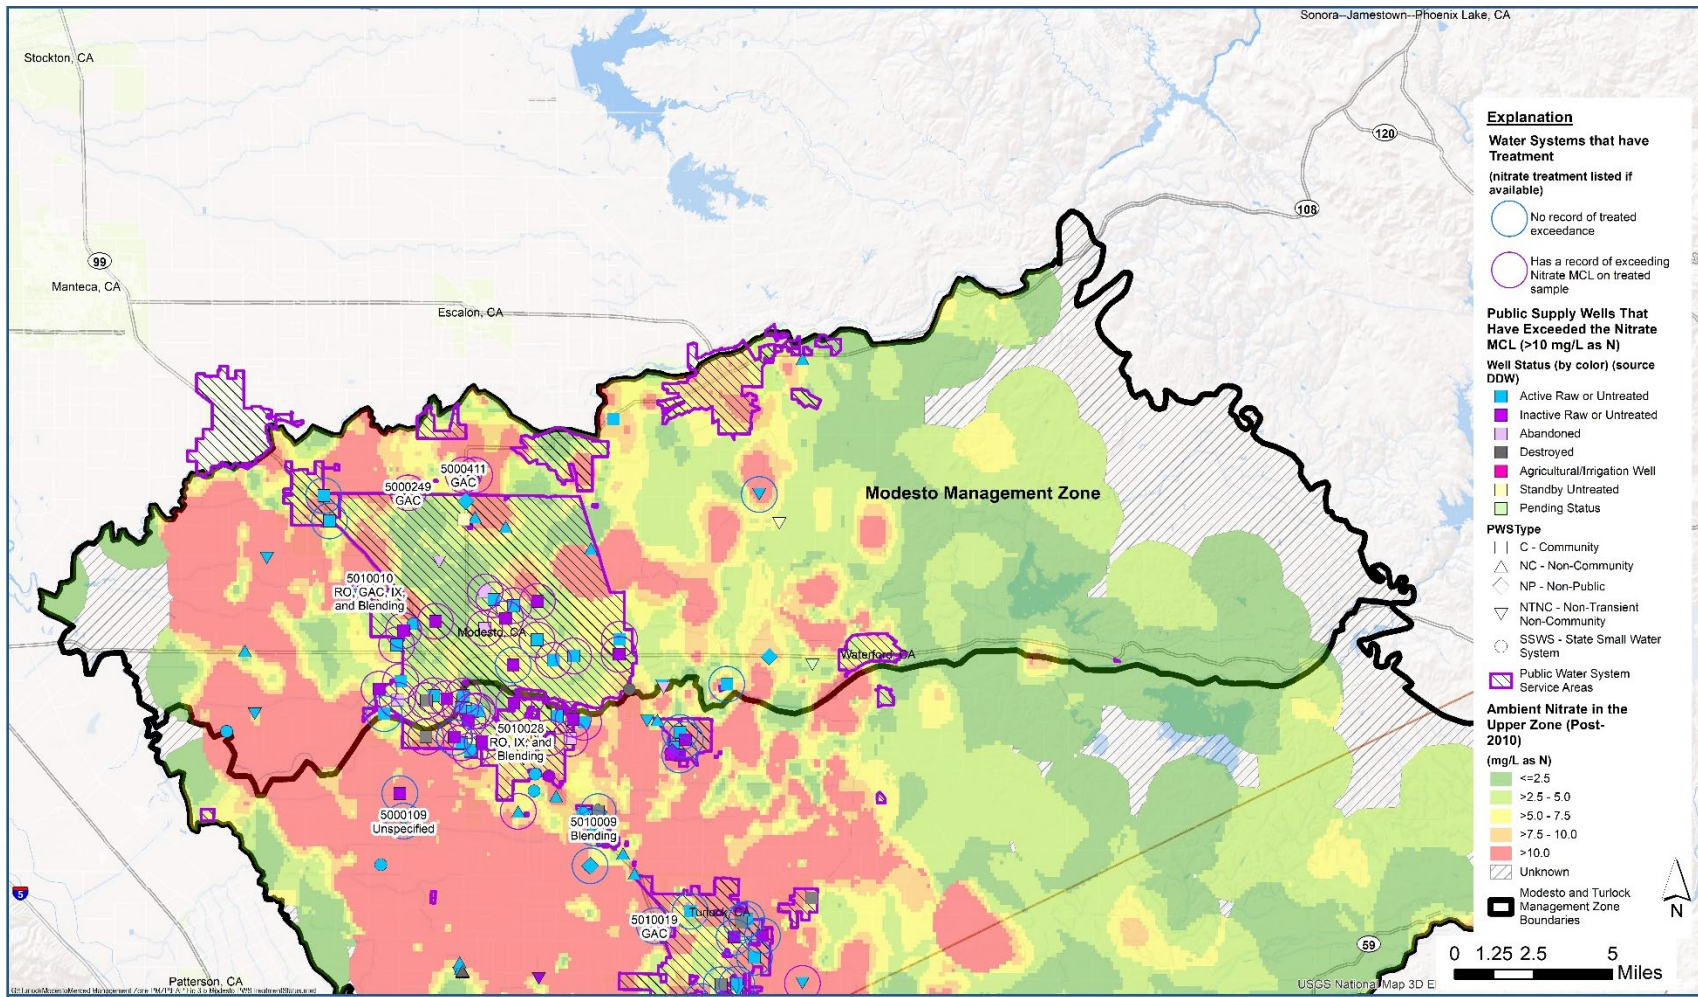 Sonora--Jamestown--Phoenix Lake, CA
Stockton, CA
120
108
99
Manteca, CA
Escalon, CA
5000411
GAC
5000249
GAC
Modesto Management Zone
5010010
RO, GAC, IX,
and Blending
Modesto, CA
Waterford, CA
5010028
RO, IX, and
Blending
5000109
Unspecified
5010009
Blending
5
5010019
GAC
Turlock, CA
59
Patterson, CA
USGS National Map 3D El
Explanation
Water Systems that have
Treatment
(nitrate treatment listed if
available)
No record of treated
exceedance
Has a record of exceeding
Nitrate MCL on treated
sample
Public Supply Wells That
Have Exceeded the Nitrate
MCL (>10 mg/L as N)
Well Status (by color) (source
DDW)
Active Raw or Untreated
Inactive Raw or Untreated
Abandoned
Destroyed
Agricultural/Irrigation Well
Standby Untreated
Pending Status
PWSType
C - Community
NC - Non-Community
NP - Non-Public
NTNC - Non-Transient
Non-Community
SSWS - State Small Water
System
Public Water System
Service Areas
Ambient Nitrate in the
Upper Zone (Post-
2010)
(mg/L as N)
<=2.5
>2.5 - 5.0
>5.0 - 7.5
>7.5 - 10.0
>10.0
Unknown
Modesto and Turlock
Management Zone
Boundaries
N
0 1.25 2.5 5
Miles